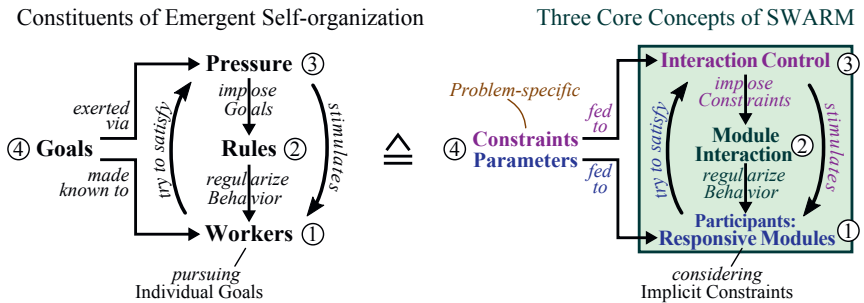 Constituents of Emergent Self-organization
Pressure ③
exerted
via
impose
Goals
④ Goals
Rules ②
try to satisfy
stimulates
made
known to
regularize
Behavior
Workers ①
pursuing
Individual Goals
≙
Three Core Concepts of SWARM
Interaction Control
③
Problem-specific
fed
to
impose
Constraints
④
Constraints
Parameters
Module
Interaction
②
try to satisfy
stimulates
fed
to
regularize
Behavior
Participants:
Responsive Modules
①
considering
Implicit Constraints